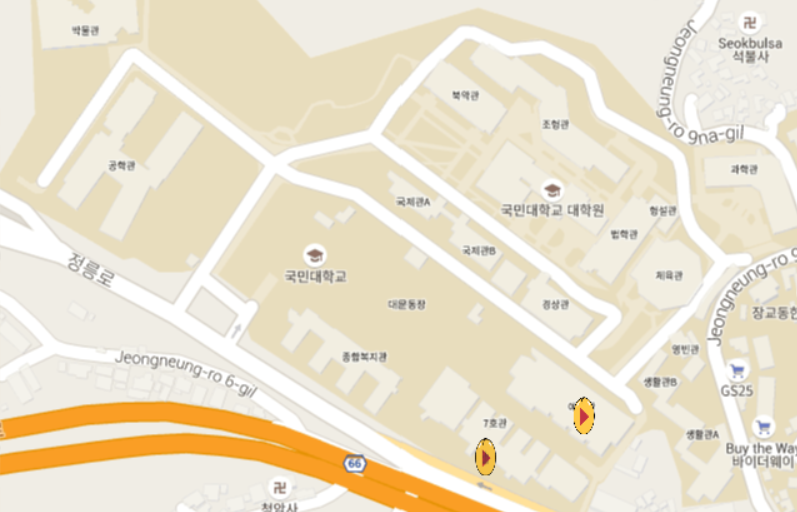 박물관
Seokbulsa
석불사
Jeongneung-ro 9na-gil
북악관
조형관
과학관
공학관
국제관A
국민대학교 대학원
형설관
법학관
정릉로
국민대학교
국제관B
체육관
대운동장
경상관
Jeongneung-ro 9
장교동한
Jeongneung-ro 6-gil
종합복지관
영빈관
생활관B
GS25
7호관
생활관A
Buy the Wa
바이더웨이
66
청암사